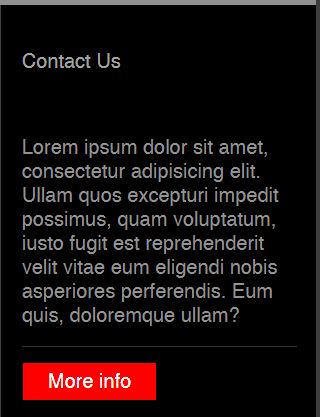 Contact Us
Lorem ipsum dolor sit amet,
consectetur adipisicing elit.
Ullam quos excepturi impedit
possimus, quam voluptatum,
iusto fugit est reprehenderit
velit vitae eum eligendi nobis
asperiores perferendis. Eum
quis, doloremque ullam?
More info